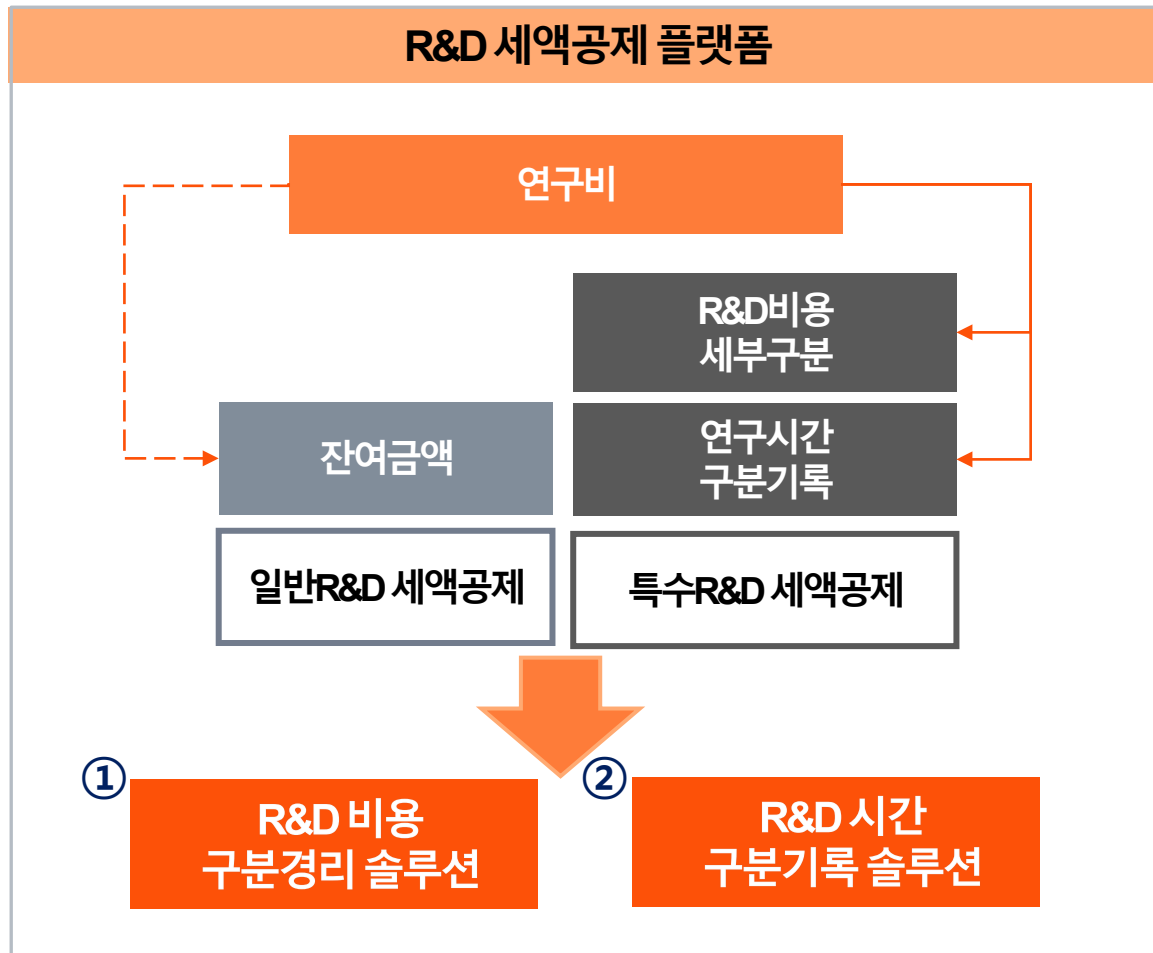 R&D 세액공제 플랫폼
연구비
R&D비용
세부구분
잔여금액
연구시간
구분기록
일반R&D 세액공제
특수R&D 세액공제
①
R&D 비용
구분경리 솔루션
②
R&D 시간
구분기록 솔루션